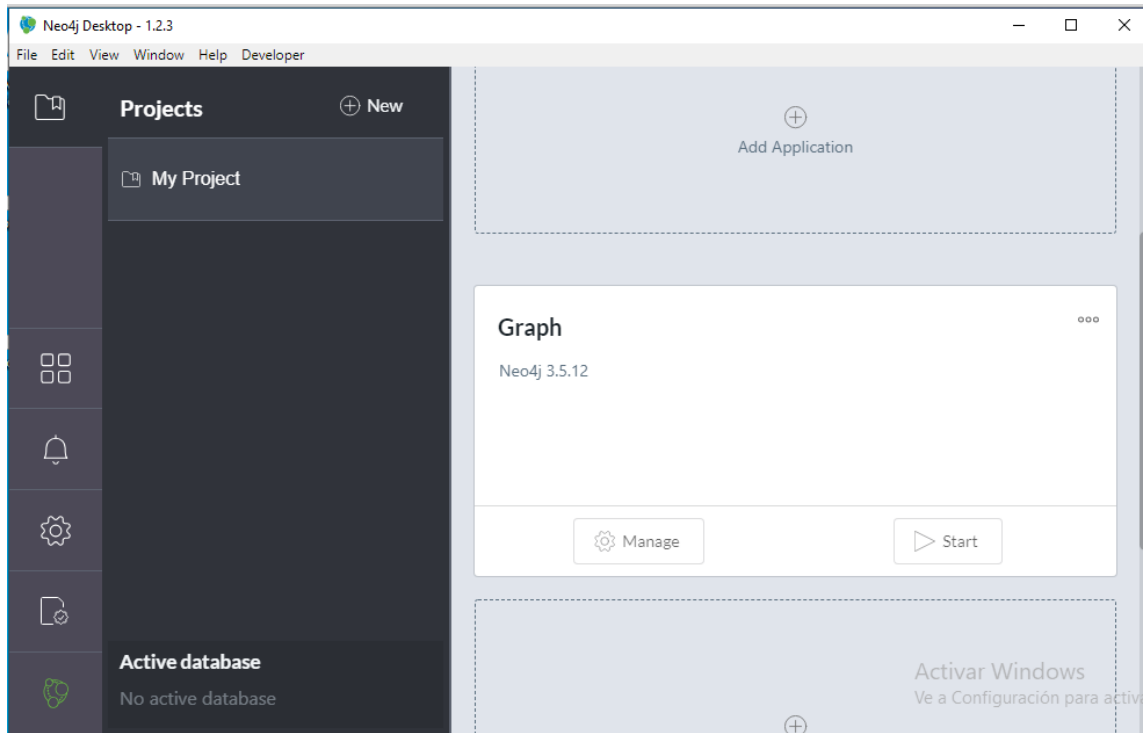 Neo4j Desktop - 1.2.3
File Edit View Window Help Developer
Projects
New
My Project
Active database
No active database
Add Application
Graph
Neo4j 3.5.12
Manage
Start
Activar Windows
Ve a Configuración para activa